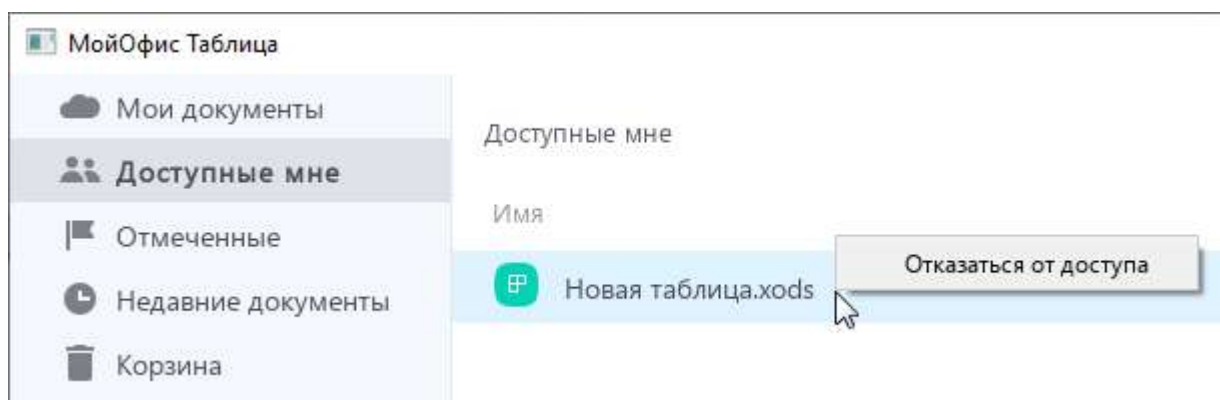 МойОфис Таблица
Мои документы
Доступные мне
Отмеченные
Недавние документы
Корзина
Доступные мне
Имя
Новая таблица.xods
Отказаться от доступа